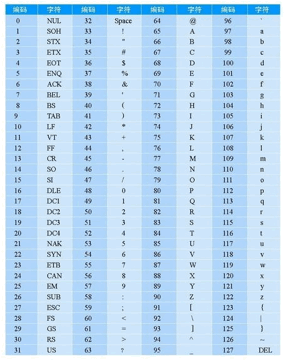 编码 字符 编码 字符 编码 字符 编码 字符
0 NUL 32 Space 64 @ 96 `
1 SOH 33 ! 65 A 97 a
2 STX 34 " 66 B 98 b
3 ETX 35 # 67 C 99 c
4 EOT 36 $ 68 D 100 d
5 ENQ 37 % 69 E 101 e
6 ACK 38 & 70 F 102 f
7 BEL 39 ' 71 G 103 g
8 BS 40 ( 72 H 104 h
9 TAB 41 ) 73 I 105 i
10 LF 42 * 74 J 106 j
11 VT 43 + 75 K 107 k
12 FF 44 , 76 L 108 l
13 CR 45 - 77 M 109 m
14 SO 46 . 78 N 110 n
15 SI 47 / 79 O 111 o
16 DLE 48 0 80 P 112 p
17 DC1 49 1 81 Q 113 q
18 DC2 50 2 82 R 114 r
19 DC3 51 3 83 S 115 s
20 DC4 52 4 84 T 116 t
21 NAK 53 5 85 U 117 u
22 SYN 54 6 86 V 118 v
23 ETB 55 7 87 W 119 w
24 CAN 56 8 88 X 120 x
25 EM 57 9 89 Y 121 y
26 SUB 58 : 90 Z 122 z
27 ESC 59 ; 91 [ 123 {
28 FS 60 < 92 \ 124 |
29 GS 61 = 93 ] 125 }
30 RS 62 > 94 ^ 126 ~
31 US 63 ? 95 _ 127 DEL